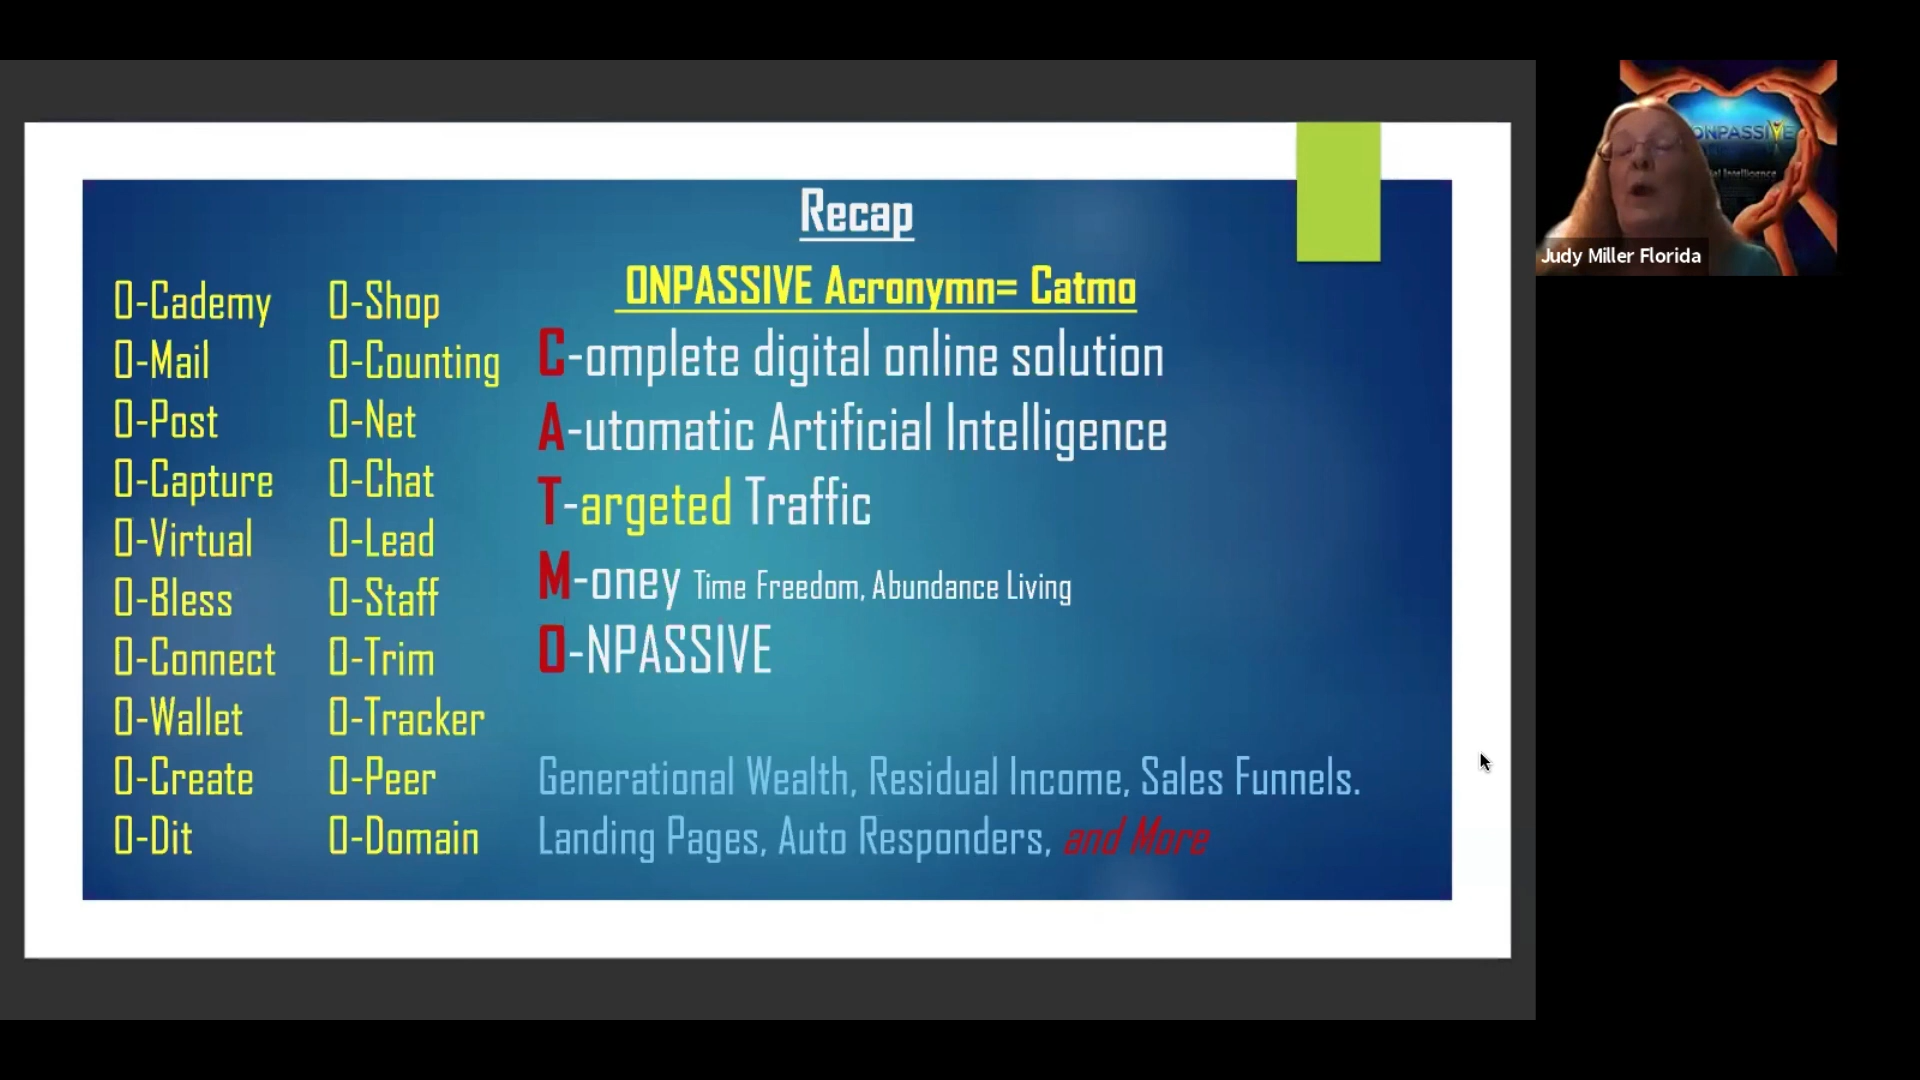 Recap
ONPASSIVE Acronymn= Catmo
O-Cademy
O-Mail
O-Post
O-Capture
O-Virtual
O-Bless
O-Connect
O-Wallet
O-Create
O-Dit
O-Shop
O-Counting
O-Net
O-Chat
O-Lead
O-Staff
O-Trim
O-Tracker
O-Peer
O-Domain
C-omplete digital online solution
A-utomatic Artificial Intelligence
T-argeted Traffic
M-oney Time Freedom, Abundance Living
O-NPASSIVE
Generational Wealth, Residual Income, Sales Funnels.
Landing Pages, Auto Responders, and More
ONPASSIVE
Intelligence
Judy Miller Florida